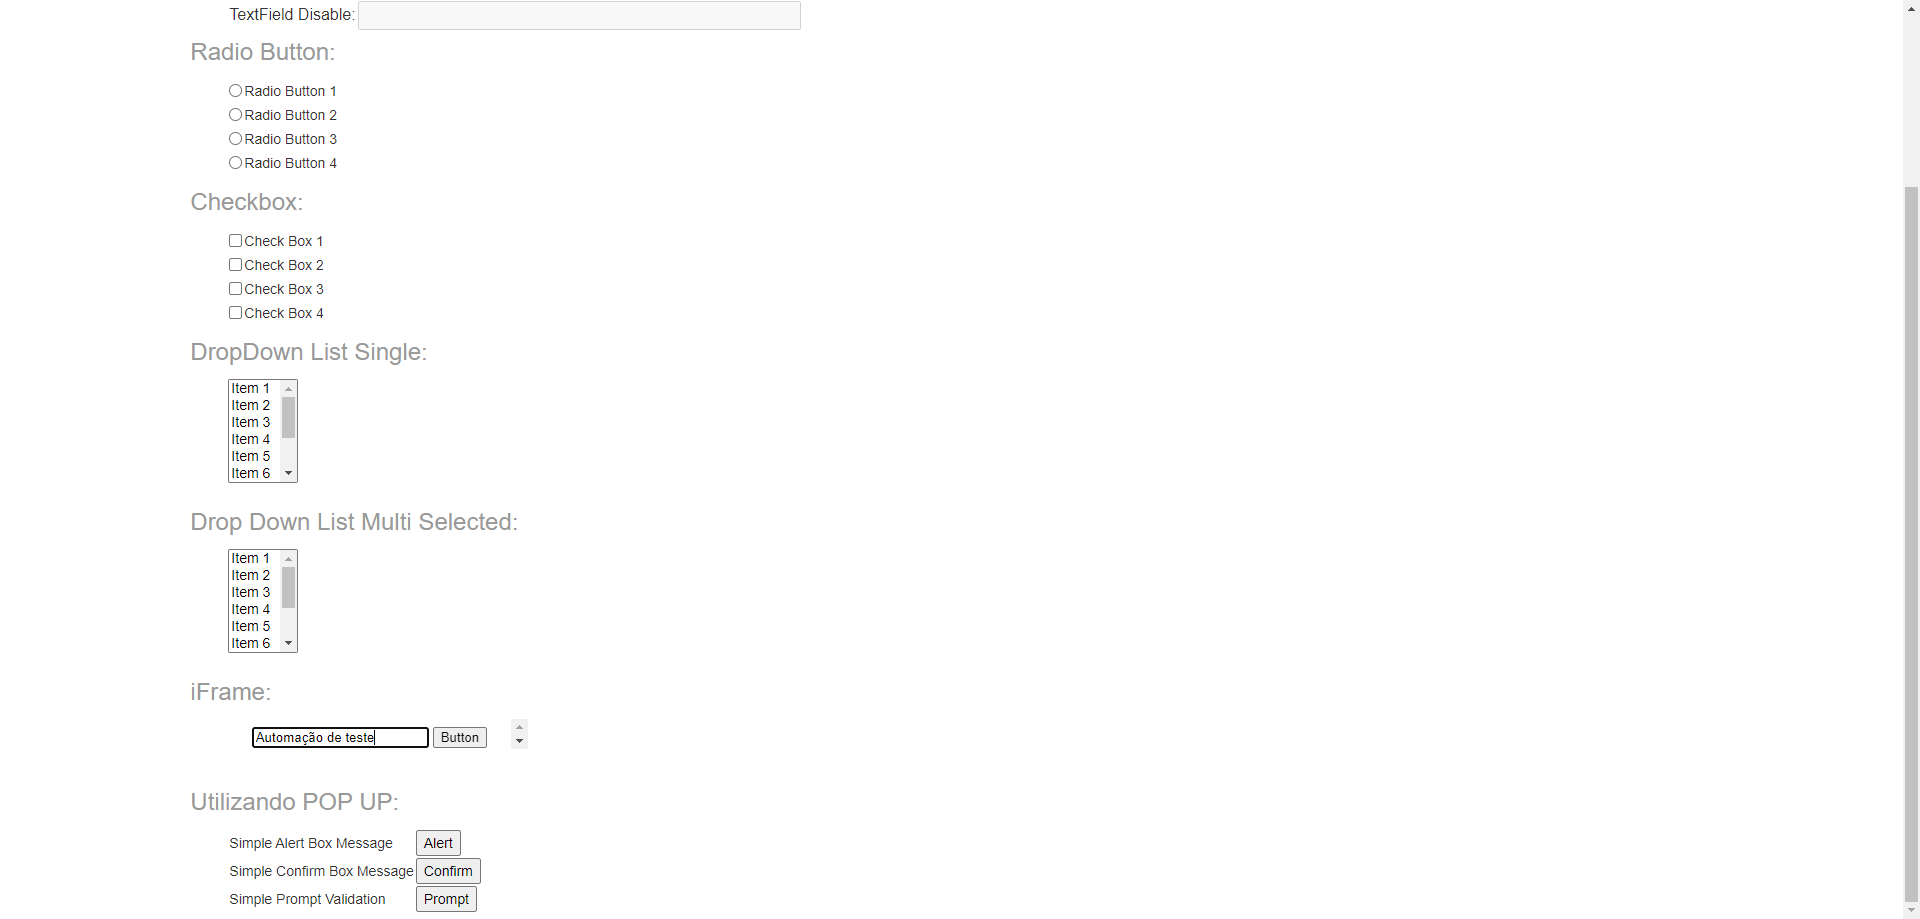 TextField Disable:
Radio Button:
Radio Button 1
Radio Button 2
Radio Button 3
Radio Button 4
Checkbox:
Check Box 1
Check Box 2
Check Box 3
Check Box 4
DropDown List Single:
Item 1
Item 2
Item 3
Item 4
Item 5
Item 6
Drop Down List Multi Selected:
Item 1
Item 2
Item 3
Item 4
Item 5
Item 6
iFrame:
Automação de teste Button
Utilizando POP UP:
Simple Alert Box Message Alert
Simple Confirm Box Message Confirm
Simple Prompt Validation Prompt